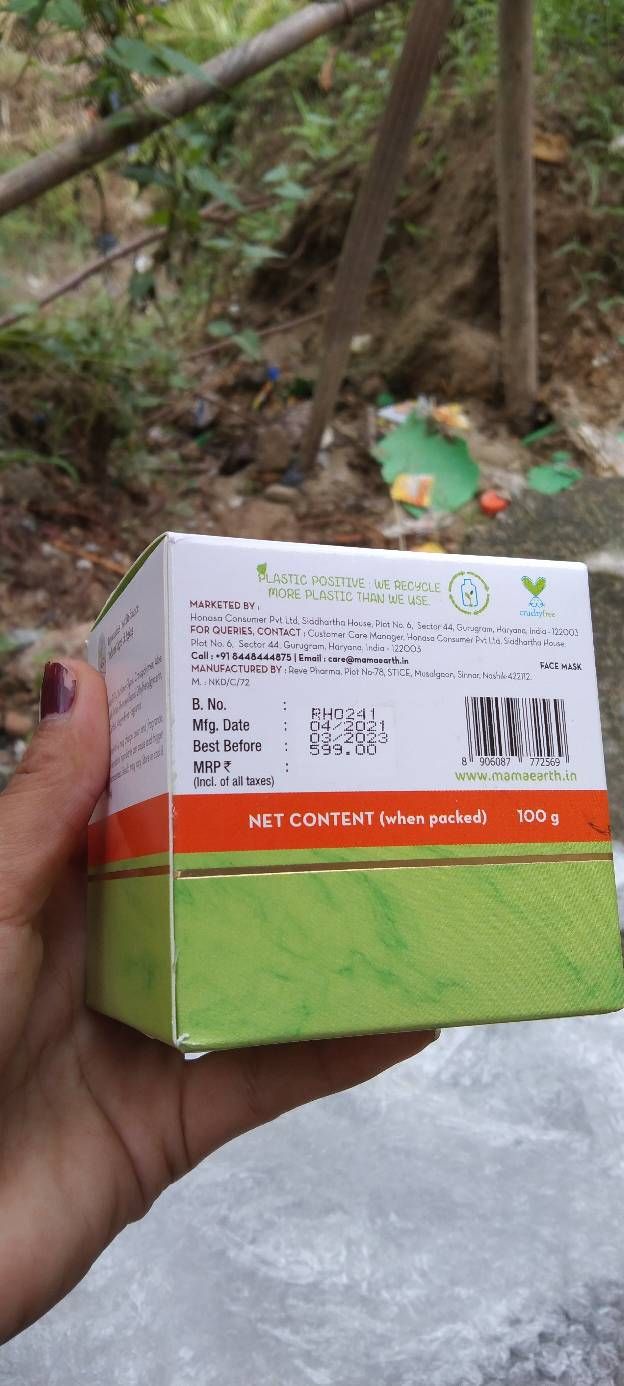 PLASTIC POSITIVE : WE RECYCLE
MORE PLASTIC THAN WE USE.
crueltyfree
MARKETED BY :
Honasa Consumer Pvt Ltd, Siddhartha House, Plot No. 6, Sector 44, Gurugram, Haryana, India - 122003
FOR QUERIES, CONTACT : Customer Care Manager, Honasa Consumer Pvt Ltd, Siddhartha House
Plot No. 6, Sector 44, Gurugram, Haryana, India - 122003
Call : +91 8448444875 | Email : care@mamaearth.in
FACE MASK
MANUFACTURED BY : Reve Pharma, Plot No-78, STICE, Musalgaon, Sinnar, Nashik-422112.
M. : NKD/C/72
B. No. : RH0241
Mfg. Date : 04/2021
Best Before : 03/2023
MRP ₹ : 599.00
(Incl. of all taxes)
8 906087 772569
www.mamaearth.in
NET CONTENT (when packed) 100 g